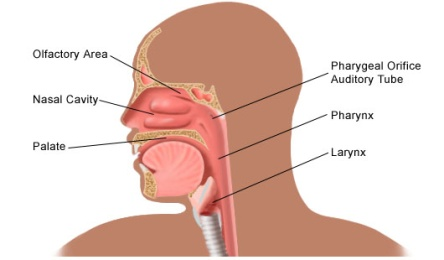 Olfactory Area
Nasal Cavity
Palate
Pharygeal Orifice
Auditory Tube
Pharynx
Larynx